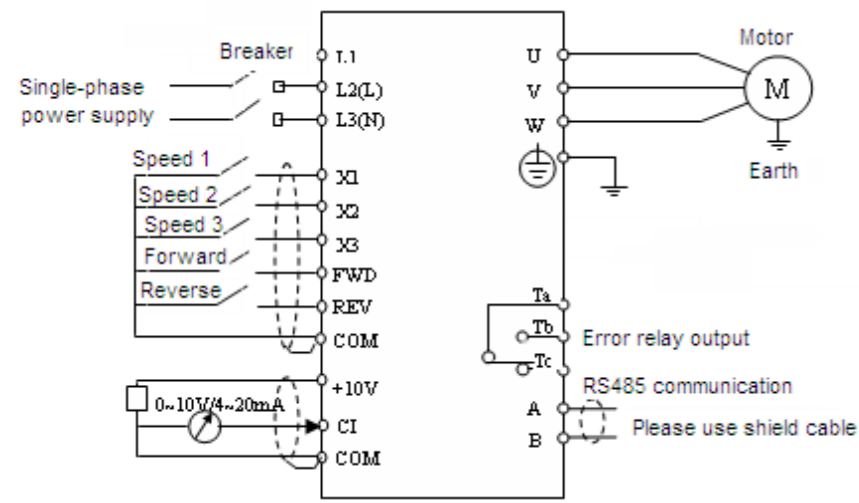 Breaker
L1
Single-phase
power supply
L2(L)
L3(N)
Speed 1
X1
Speed 2
X2
Speed 3
X3
Forward
FWD
Reverse
REV
COM
+10V
0~10V/4~20mA
CI
COM
U
V
W
Motor
M
Earth
Ta
Tb
Error relay output
Tc
RS485 communication
A
B
Please use shield cable